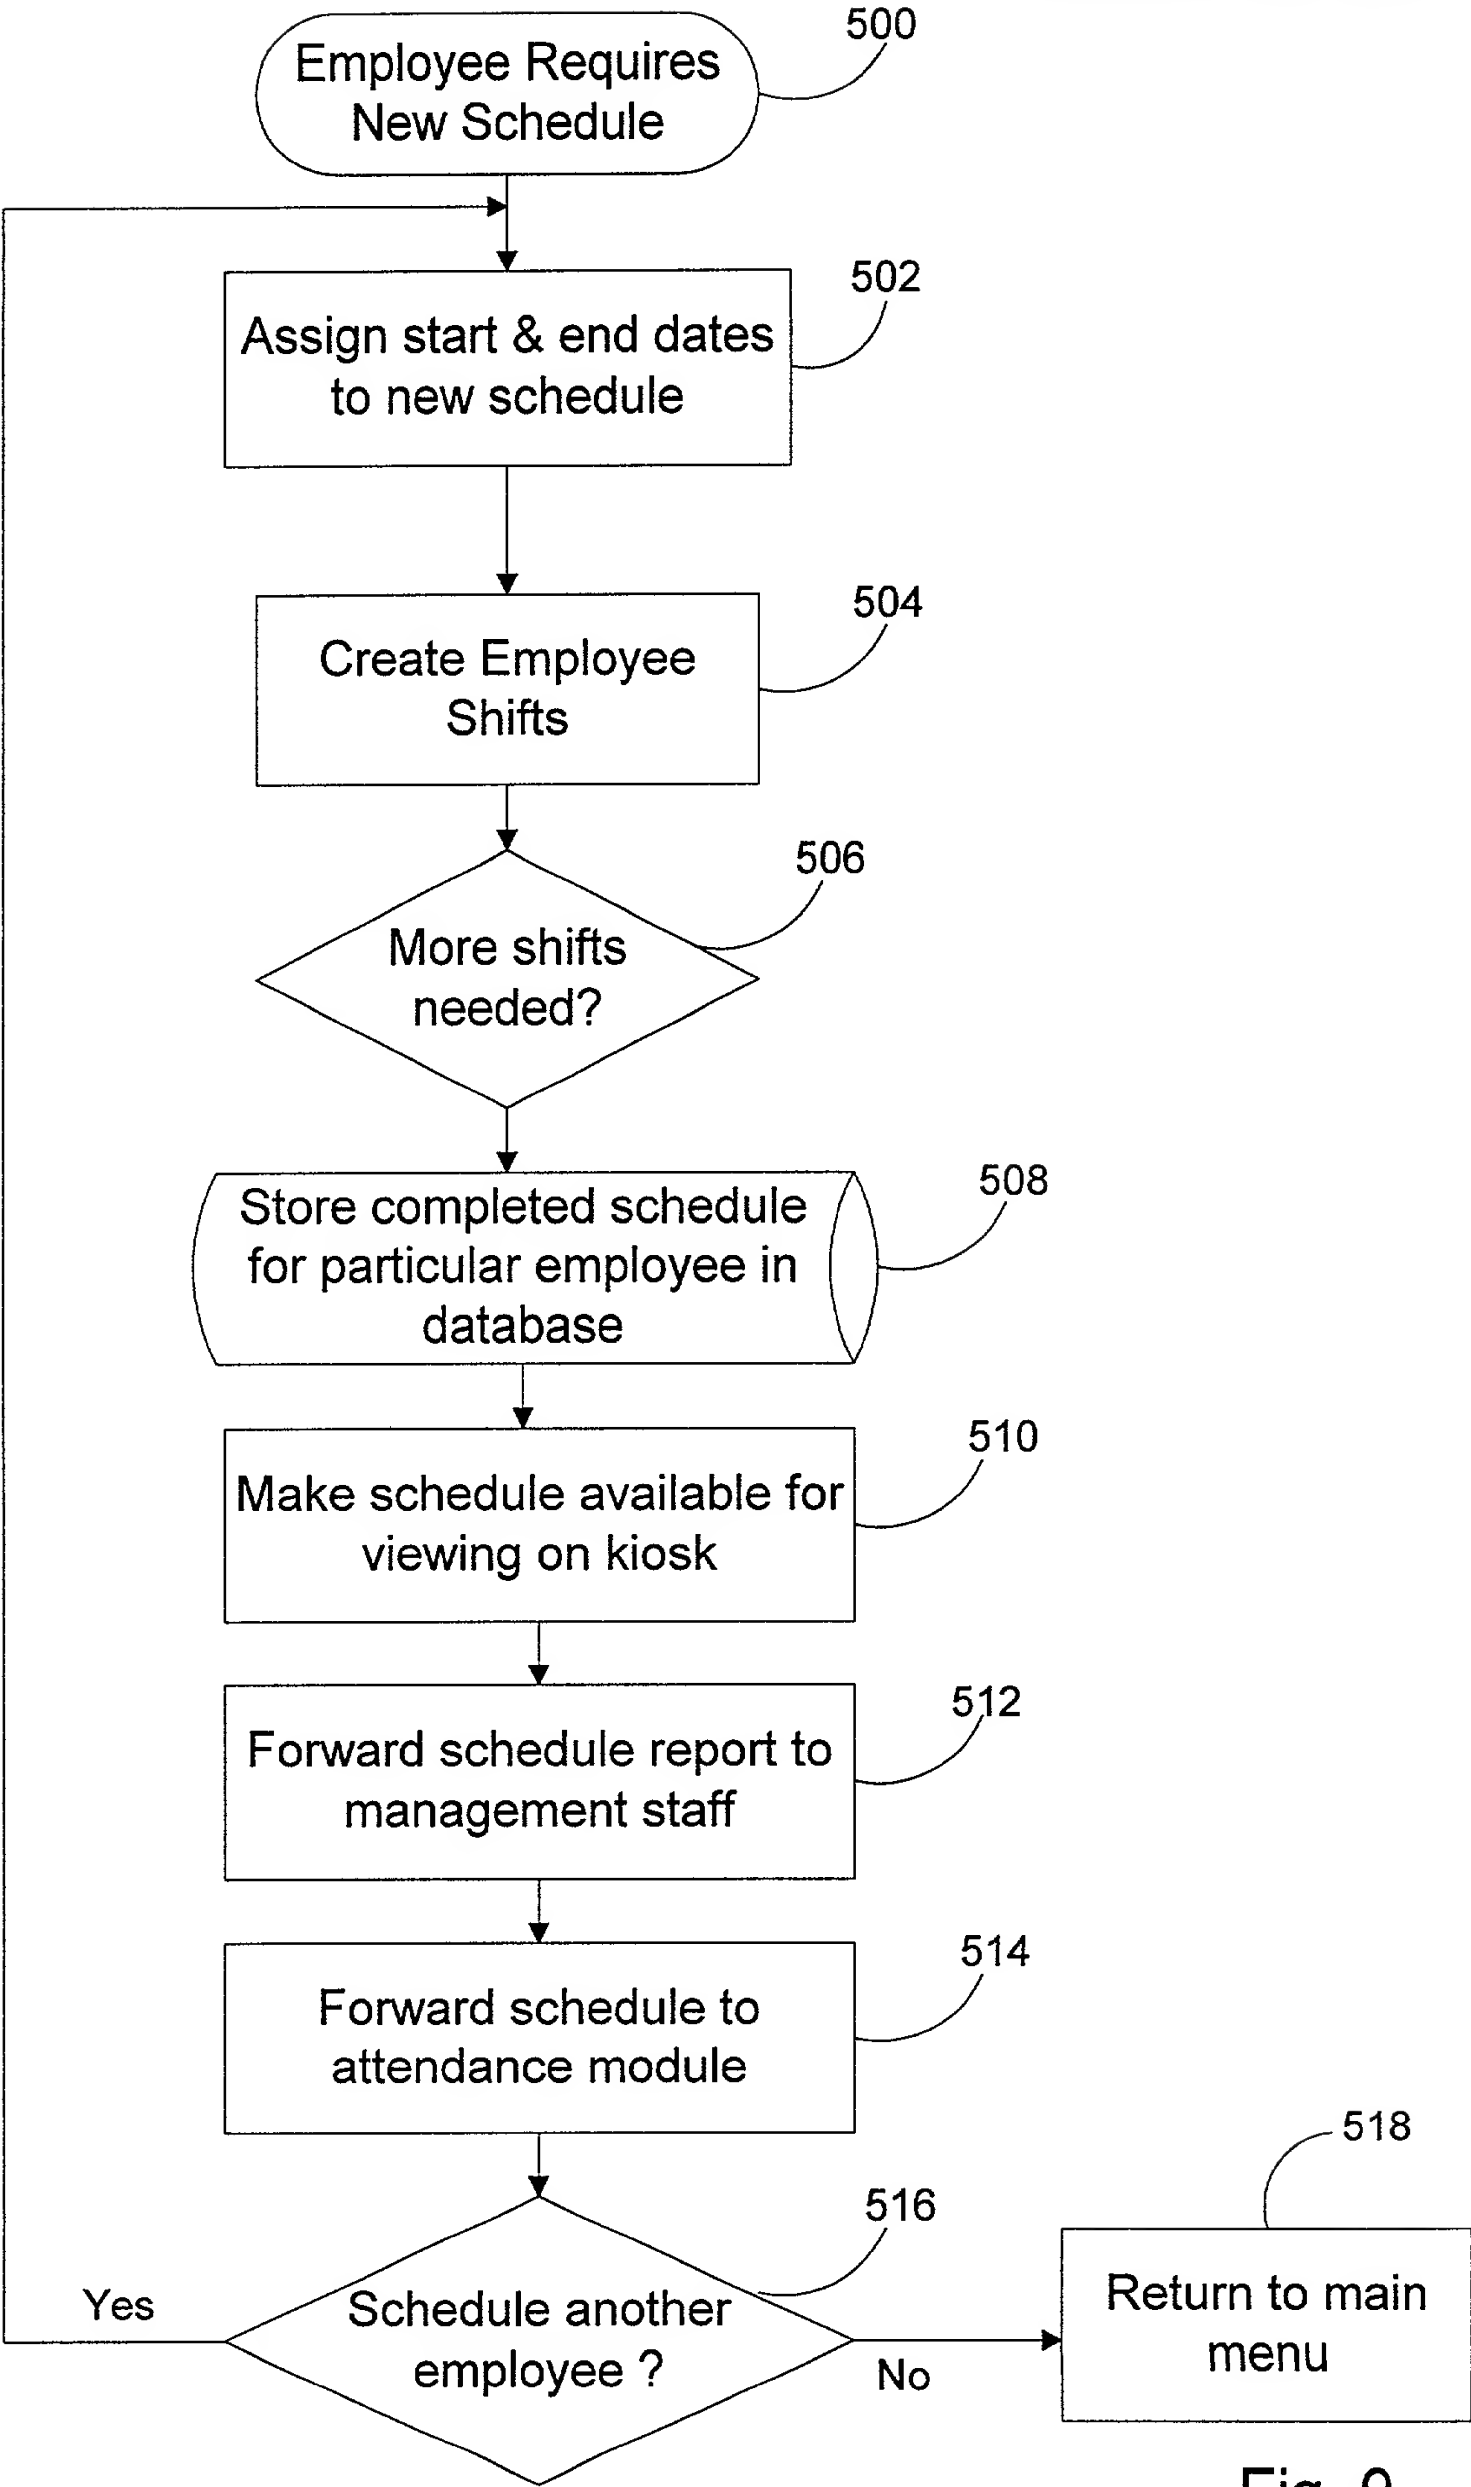 500
Employee Requires
New Schedule
502
Assign start & end dates
to new schedule
504
Create Employee
Shifts
506
More shifts
needed?
508
Store completed schedule
for particular employee in
database
510
Make schedule available for
viewing on kiosk
512
Forward schedule report to
management staff
514
Forward schedule to
attendance module
518
516
Yes
Schedule another
employee ?
No
Return to main
menu